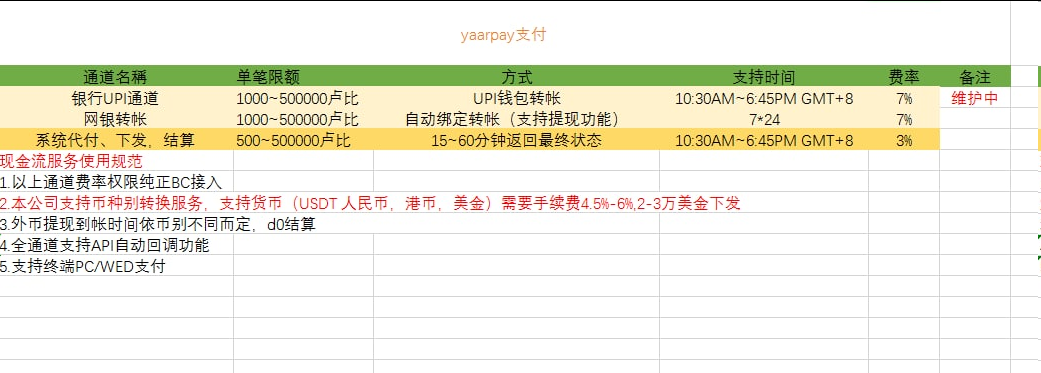 yaarpay支付
通道名稱 单笔限额 方式 支持时间 费率 备注
银行UPI通道 1000~500000卢比 UPI钱包转帐 10:30AM~6:45PM GMT+8 7% 维护中
网银转帐 1000~500000卢比 自动绑定转帐（支持提现功能） 7*24 7%
系统代付、下发，结算 500~500000卢比 15~60分钟返回最终状态 10:30AM~6:45PM GMT+8 3%
现金流服务使用规范
1.以上通道费率权限纯正BC接入
2.本公司支持币种别转换服务，支持货币（USDT 人民币，港币，美金）需要手续费4.5%-6%,2-3万美金下发
3.外币提现到帐时间依币别不同而定，d0结算
4.全通道支持API自动回调功能
5.支持终端PC/WED支付